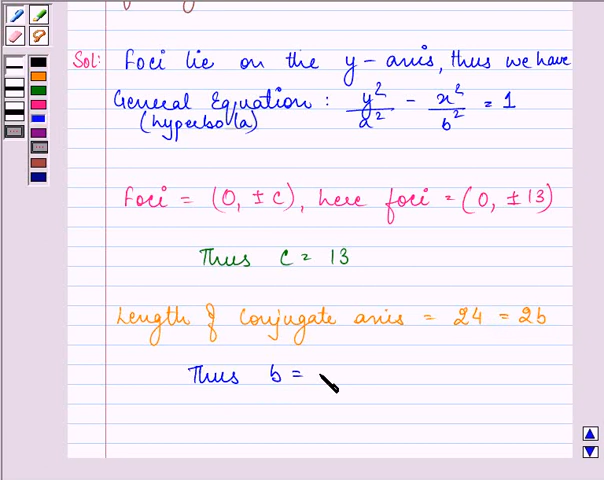 Sol: Foci lie on the y-axis, thus we have
General Equation : y²/a² - x²/b² = 1
(hyperbola)
Foci = (0, ± c), here foci = (0, ± 13)
Thus c = 13
Length of Conjugate axis = 24 = 2b
Thus b =